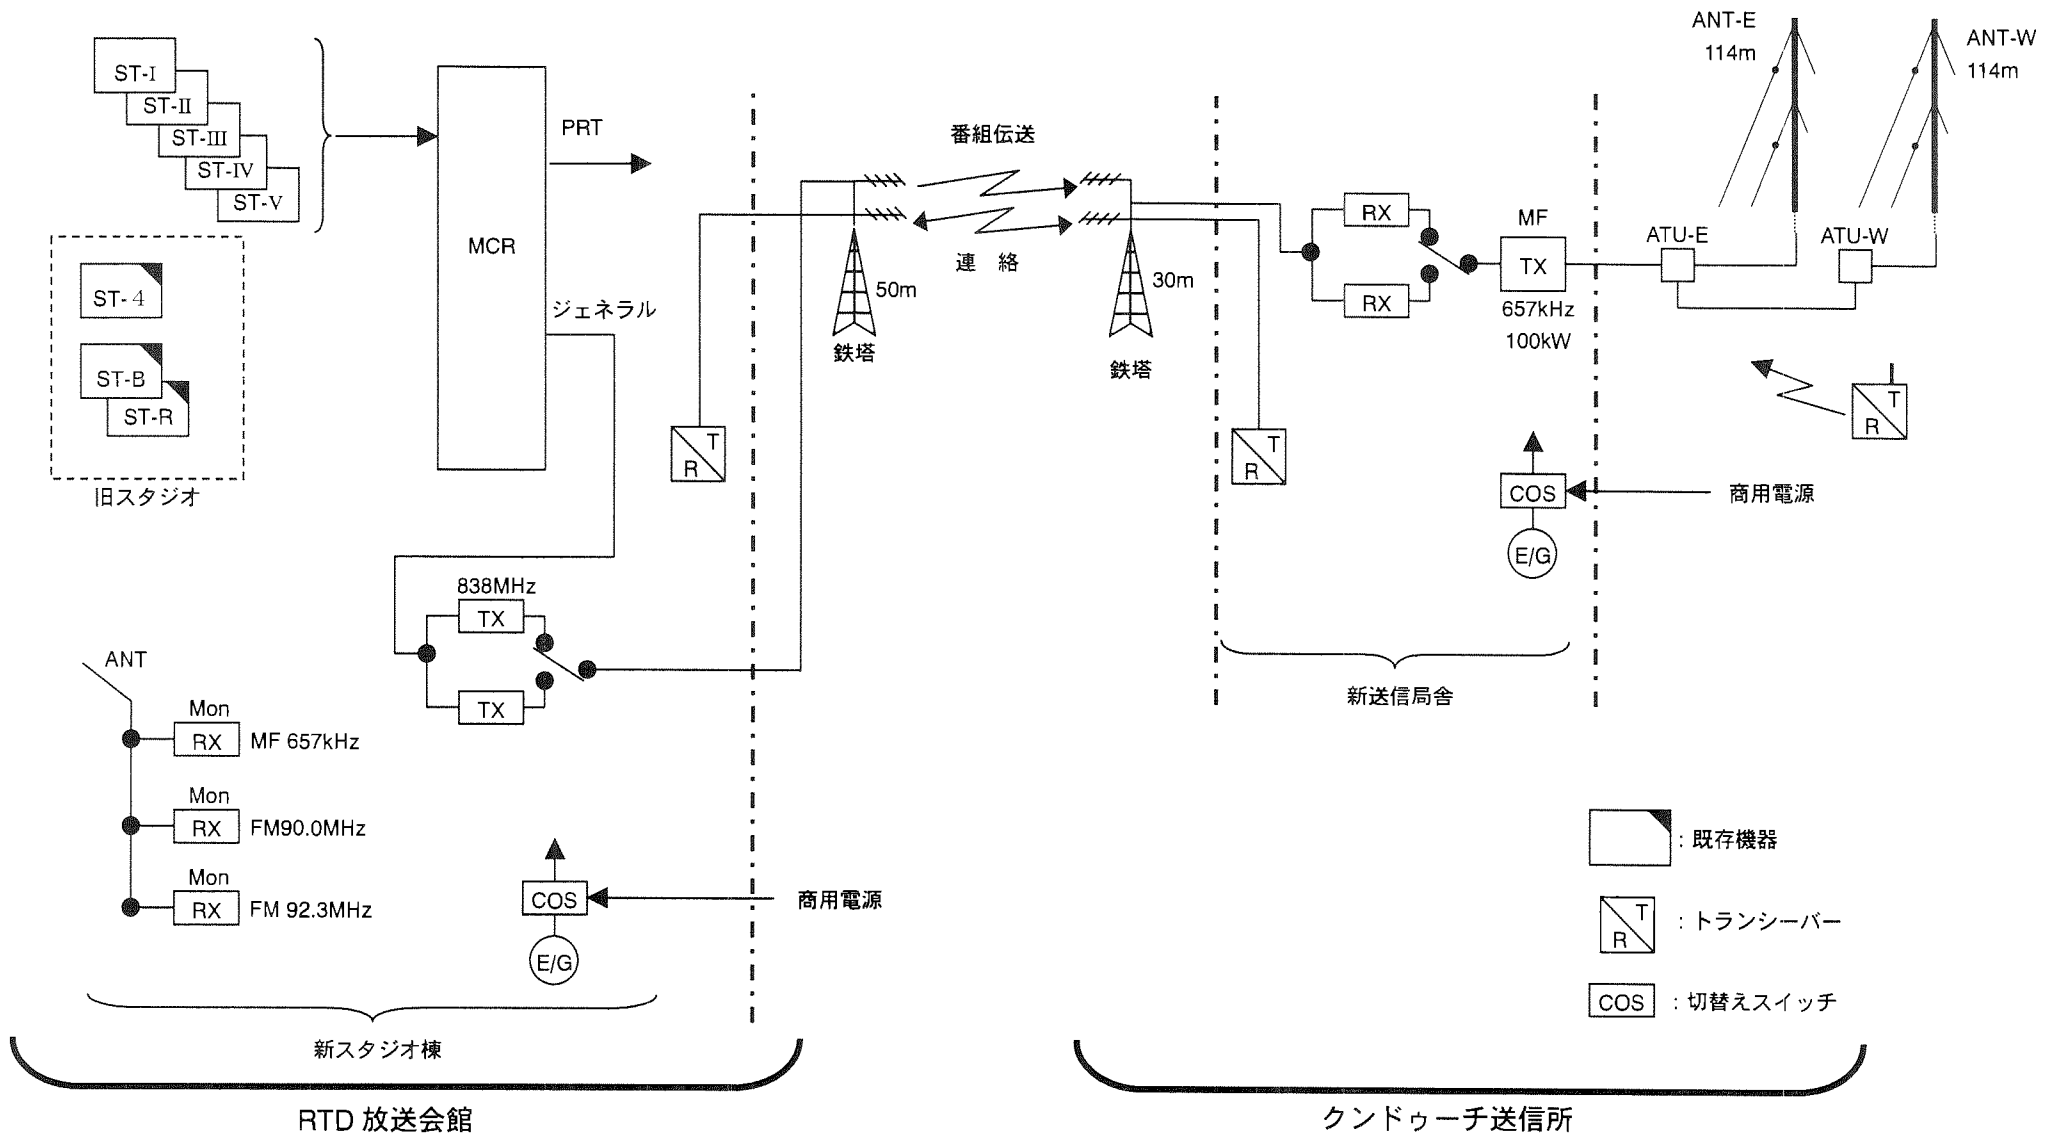 ST-I
ST-II
ST-III
ST-IV
ST-V
ST-4
ST-B
ST-R
旧スタジオ
MCR
PRT
ジェネラル
838MHz
TX
TX
T
R
ANT
Mon
RX
MF 657kHz
Mon
RX
FM90.0MHz
Mon
RX
FM 92.3MHz
COS
E/G
商用電源
新スタジオ棟
RTD 放送会館
番組伝送
連 絡
50m
鉄塔
30m
鉄塔
T
R
RX
RX
MF
TX
657kHz
100kW
COS
E/G
商用電源
新送信局舎
ANT-E
114m
ANT-W
114m
ATU-E
ATU-W
T
R
：既存機器
T
R
：トランシーバー
COS
：切替えスイッチ
クンドゥーチ送信所